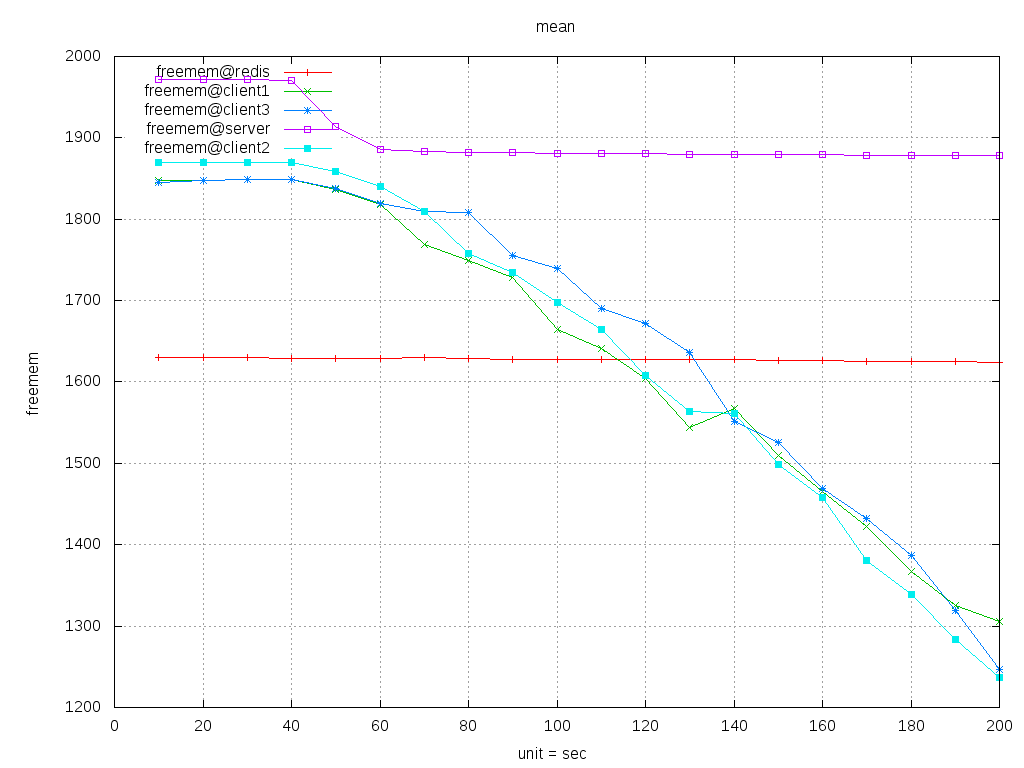 mean
2000
1900
1800
1700
1600
1500
1400
1300
1200
freemem
freemem@redis
freemem@client1
freemem@client3
freemem@server
freemem@client2
0 20 40 60 80 100 120 140 160 180 200
unit = sec